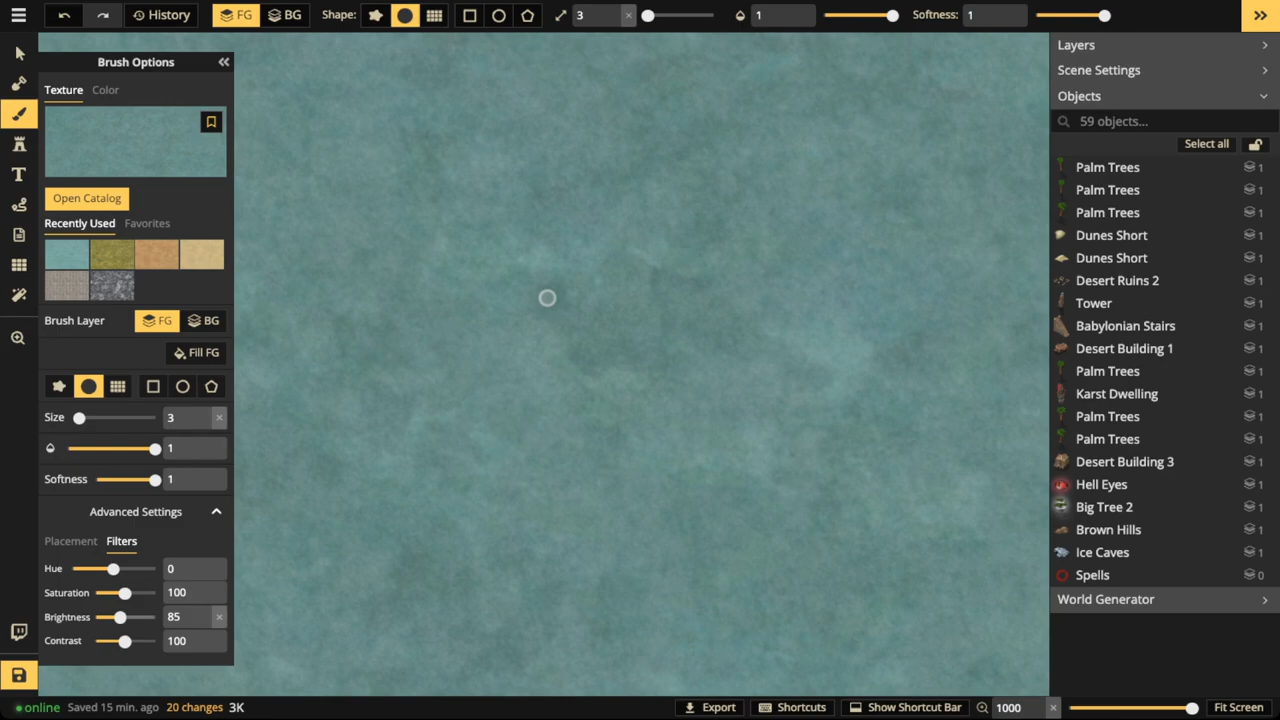 History
FG
BG
Shape:
3
×
1
Softness:
1
Brush Options
Texture
Color
Open Catalog
Recently Used
Favorites
Brush Layer
FG
BG
Fill FG
Size
3
×
1
Softness
1
Advanced Settings
Placement
Filters
Hue
0
Saturation
100
Brightness
85
×
Contrast
100
Layers
Scene Settings
Objects
59 objects...
Select all
Palm Trees 1
Palm Trees 1
Palm Trees 1
Dunes Short 1
Dunes Short 1
Desert Ruins 2 1
Tower 1
Babylonian Stairs 1
Desert Building 1 1
Palm Trees 1
Karst Dwelling 1
Palm Trees 1
Palm Trees 1
Desert Building 3 1
Hell Eyes 1
Big Tree 2 1
Brown Hills 1
Ice Caves 1
Spells 0
World Generator
online Saved 15 min. ago 20 changes 3K
Export
Shortcuts
Show Shortcut Bar
1000
×
Fit Screen